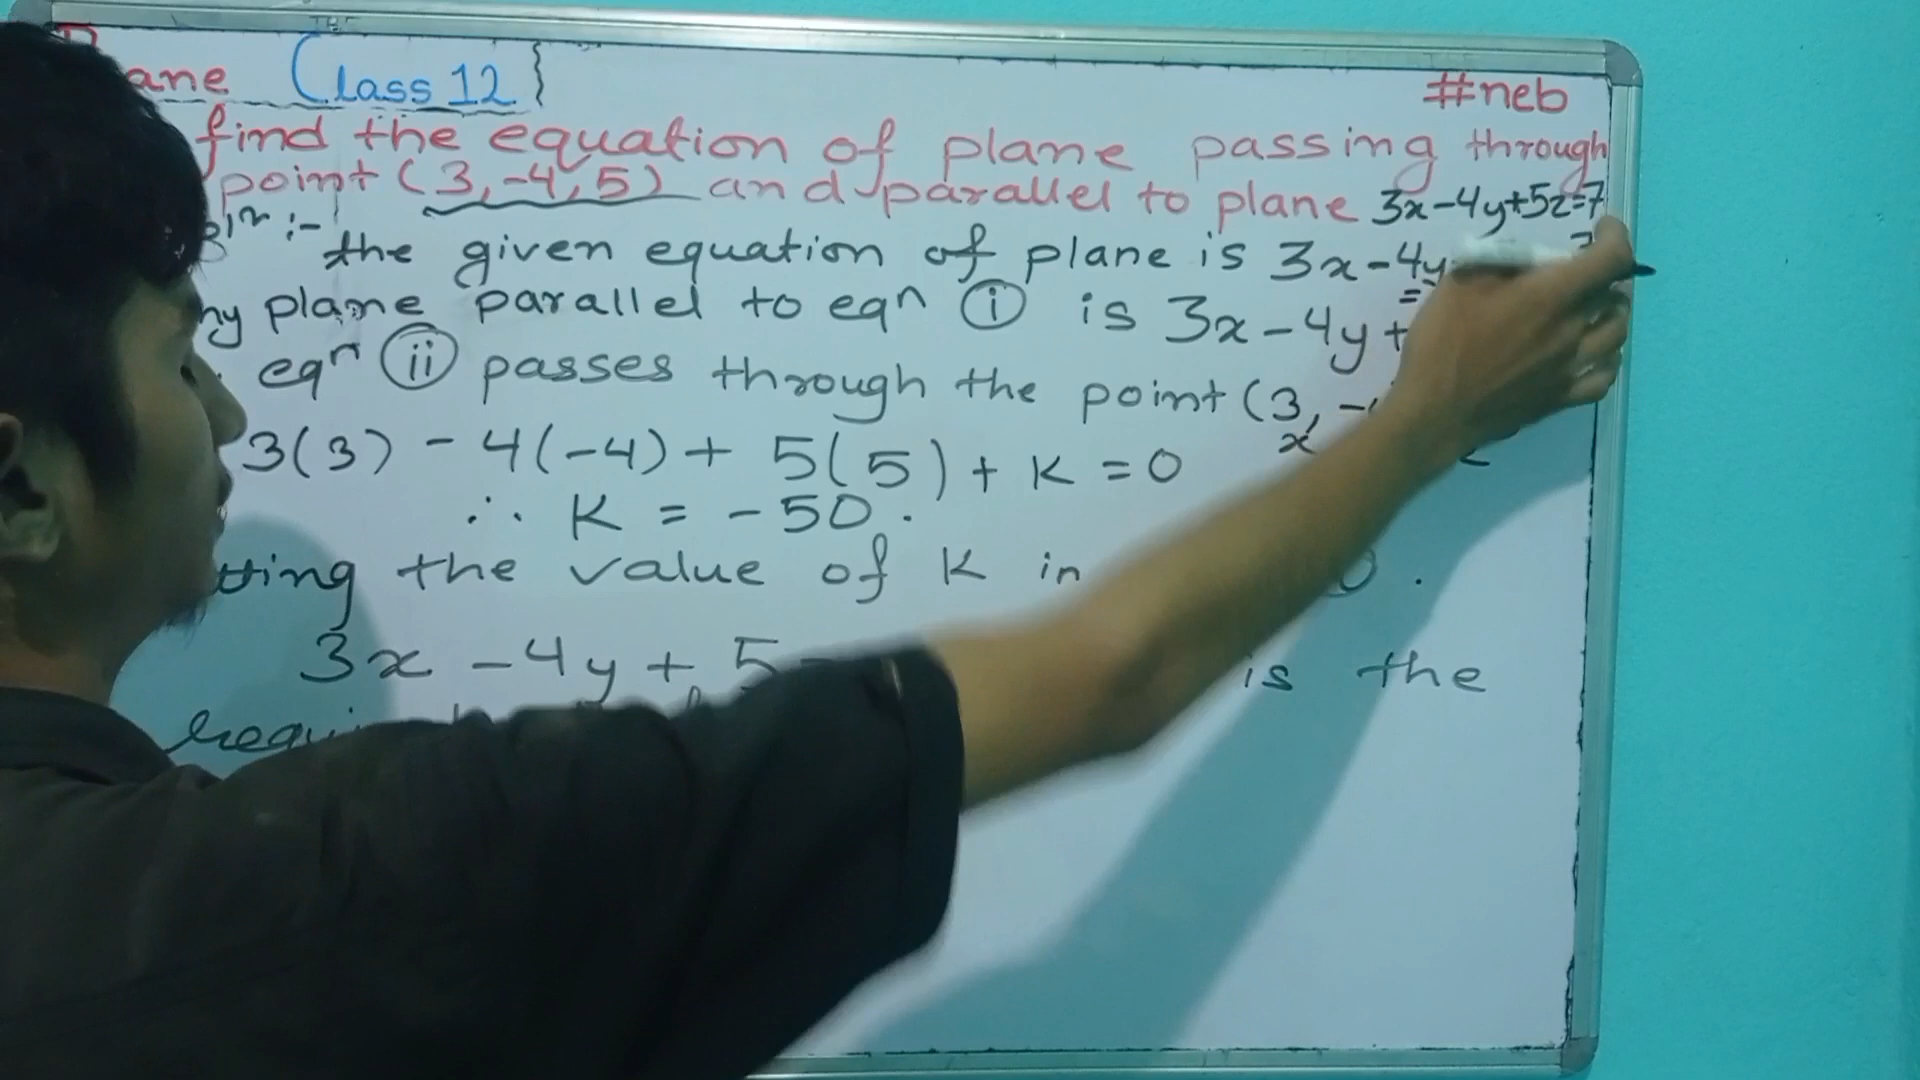 ane (Class 12}
#neb
find the equation of plane passing through
point (3,-4,5) and parallel to plane 3x-4y+5z=7
the given equation of plane is 3x-4y
plane parallel to eqn (i) is 3x-4y+
eqn (ii) passes through the point (3, -
x
3(3) - 4(-4) + 5(5) + K = 0
∴ K = -50.
tting the value of K in
3x - 4y + 5
is the
requi